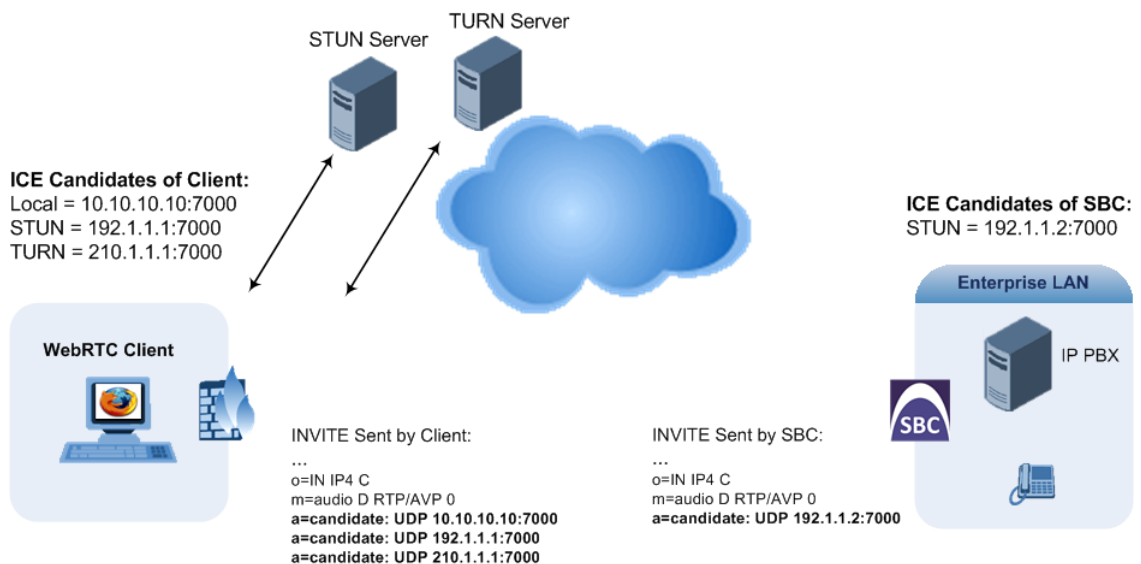 STUN Server
TURN Server
ICE Candidates of Client:
Local = 10.10.10.10:7000
STUN = 192.1.1.1:7000
TURN = 210.1.1.1:7000
ICE Candidates of SBC:
STUN = 192.1.1.2:7000
Enterprise LAN
WebRTC Client
IP PBX
SBC
INVITE Sent by Client:
...
o=IN IP4 C
m=audio D RTP/AVP 0
a=candidate: UDP 10.10.10.10:7000
a=candidate: UDP 192.1.1.1:7000
a=candidate: UDP 210.1.1.1:7000
INVITE Sent by SBC:
...
o=IN IP4 C
m=audio D RTP/AVP 0
a=candidate: UDP 192.1.1.2:7000